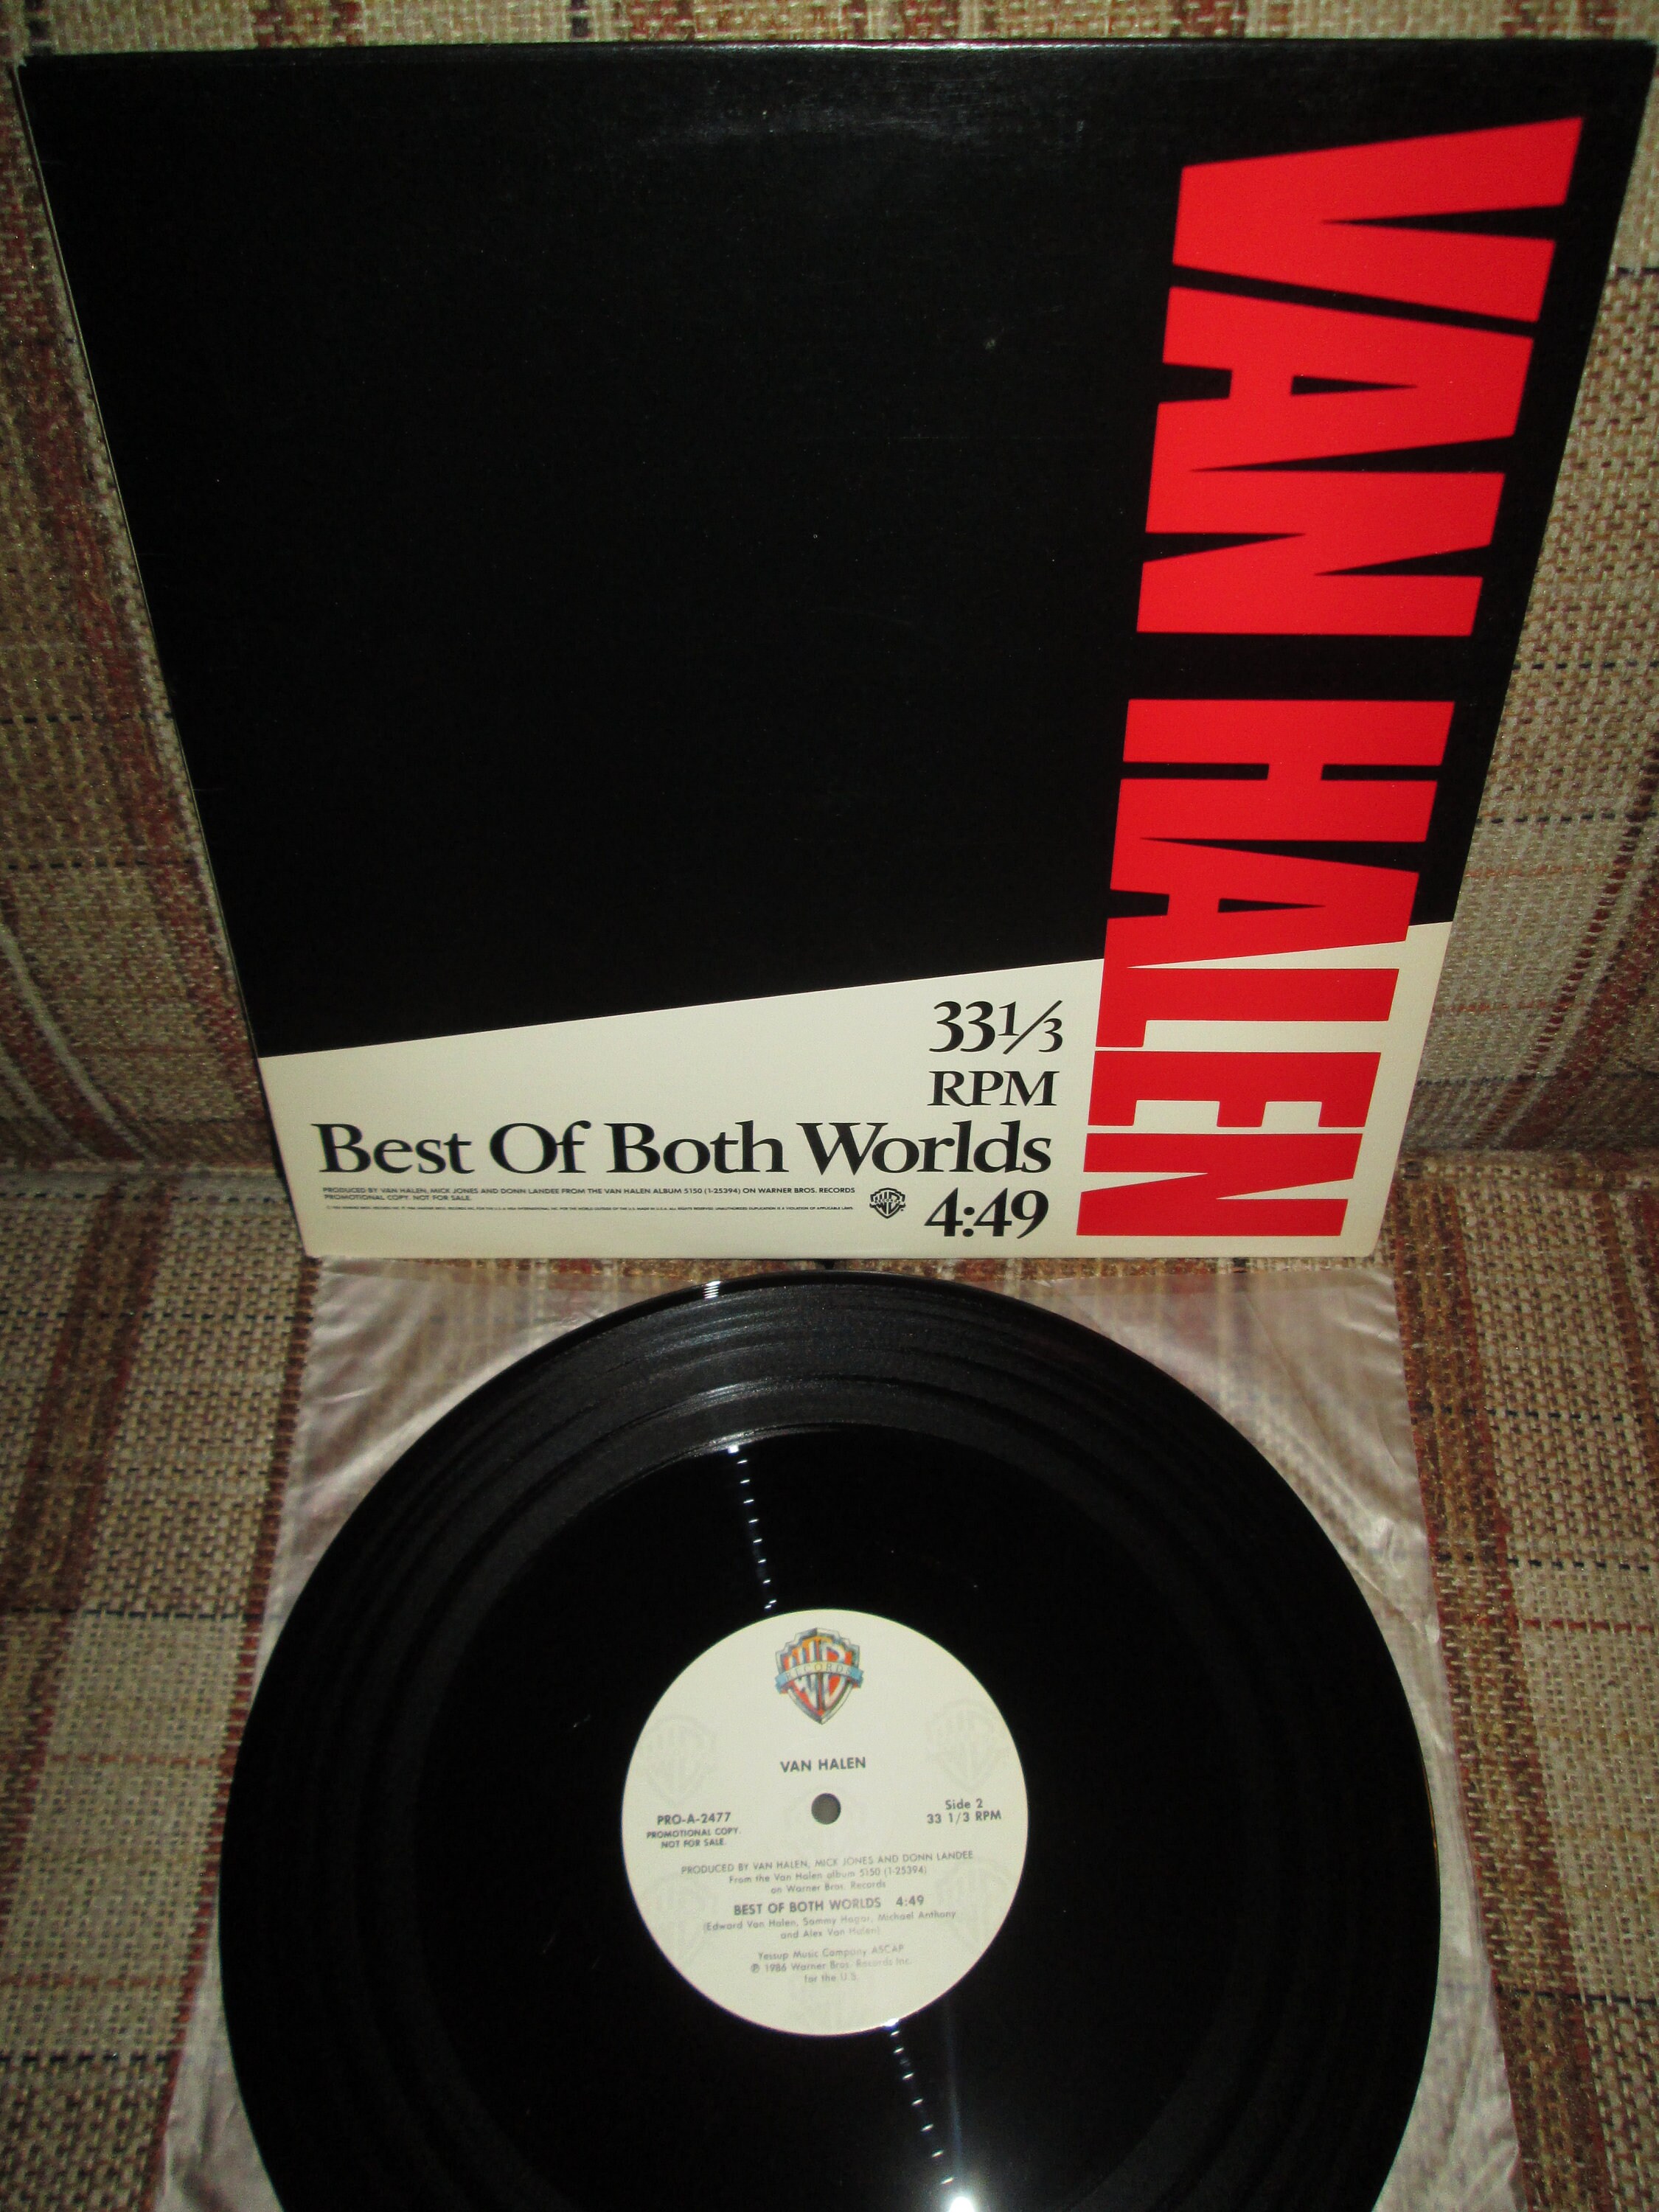 VAN HALEN
33 1/3
RPM
Best Of Both Worlds
4:49
PRODUCED BY VAN HALEN, MICK JONES AND DONN LANDEE FROM THE VAN HALEN ALBUM 5150 (1-25394) ON WARNER BROS. RECORDS
PROMOTIONAL COPY. NOT FOR SALE.
RECORDS
VAN HALEN
PRO-A-2477
PROMOTIONAL COPY.
NOT FOR SALE.
Side 2
33 1/3 RPM
PRODUCED BY VAN HALEN, MICK JONES AND DONN LANDEE
From the Van Halen album 5150 (1-25394)
on Warner Bros. Records
BEST OF BOTH WORLDS 4:49
(Edward Van Halen, Sammy Hagar, Michael Anthony
and Alex Van Halen)
Yessup Music Company ASCAP
℗ 1986 Warner Bros. Records Inc.
for the U.S.